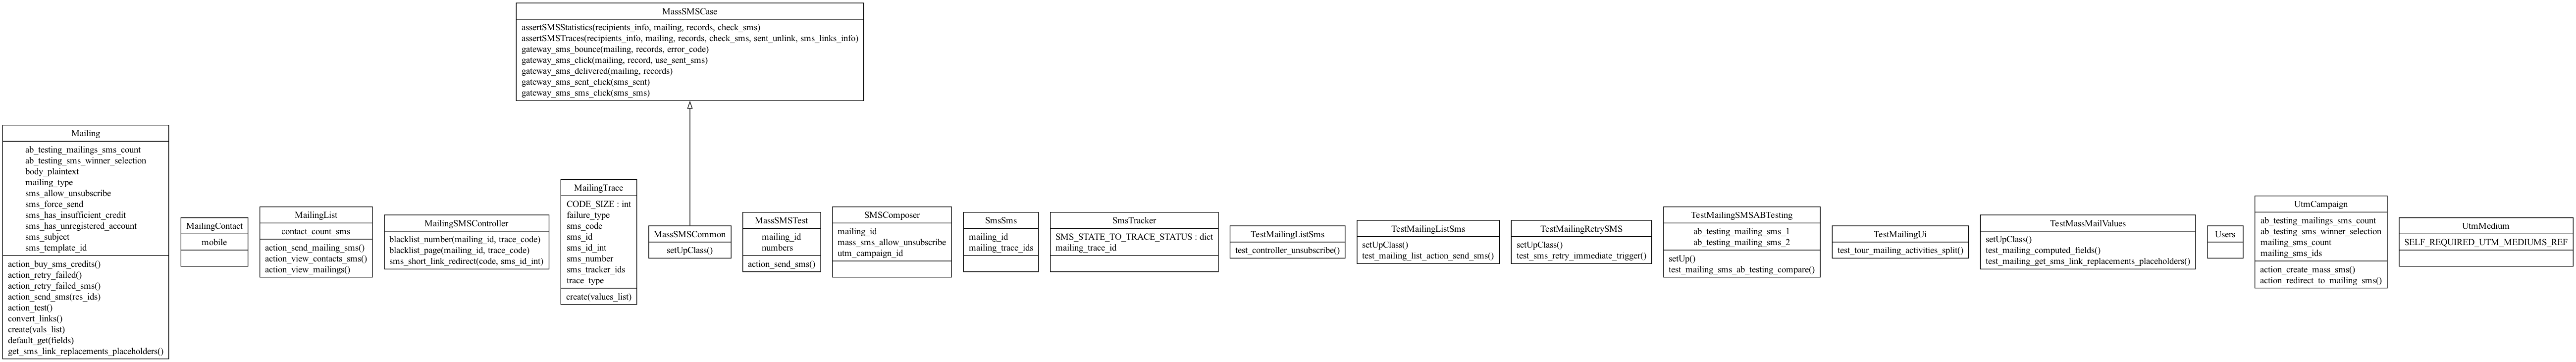 MassSMSCase
assertSMSStatistics(recipients_info, mailing, records, check_sms)
assertSMSTraces(recipients_info, mailing, records, check_sms, sent_unlink, sms_links_info)
gateway_sms_bounce(mailing, records, error_code)
gateway_sms_click(mailing, record, use_sent_sms)
gateway_sms_delivered(mailing, records)
gateway_sms_sent_click(sms_sent)
gateway_sms_sms_click(sms_sms)
Mailing
ab_testing_mailings_sms_count
ab_testing_sms_winner_selection
body_plaintext
mailing_type
sms_allow_unsubscribe
sms_force_send
sms_has_insufficient_credit
sms_has_unregistered_account
sms_subject
sms_template_id
action_buy_sms_credits()
action_retry_failed()
action_retry_failed_sms()
action_send_sms(res_ids)
action_test()
convert_links()
create(vals_list)
default_get(fields)
get_sms_link_replacements_placeholders()
MailingContact
mobile
MailingList
contact_count_sms
action_send_mailing_sms()
action_view_contacts_sms()
action_view_mailings()
MailingSMSController
blacklist_number(mailing_id, trace_code)
blacklist_page(mailing_id, trace_code)
sms_short_link_redirect(code, sms_id_int)
MailingTrace
CODE_SIZE : int
failure_type
sms_code
sms_id
sms_id_int
sms_number
sms_tracker_ids
trace_type
create(values_list)
MassSMSCommon
setUpClass()
MassSMSTest
mailing_id
numbers
action_send_sms()
SMSComposer
mailing_id
mass_sms_allow_unsubscribe
utm_campaign_id
SmsSms
mailing_id
mailing_trace_ids
SmsTracker
SMS_STATE_TO_TRACE_STATUS : dict
mailing_trace_id
TestMailingListSms
test_controller_unsubscribe()
TestMailingListSms
setUpClass()
test_mailing_list_action_send_sms()
TestMailingRetrySMS
setUpClass()
test_sms_retry_immediate_trigger()
TestMailingSMSABTesting
ab_testing_mailing_sms_1
ab_testing_mailing_sms_2
setUp()
test_mailing_sms_ab_testing_compare()
TestMailingUi
test_tour_mailing_activities_split()
TestMassMailValues
setUpClass()
test_mailing_computed_fields()
test_mailing_get_sms_link_replacements_placeholders()
Users
UtmCampaign
ab_testing_mailings_sms_count
ab_testing_sms_winner_selection
mailing_sms_count
mailing_sms_ids
action_create_mass_sms()
action_redirect_to_mailing_sms()
UtmMedium
SELF_REQUIRED_UTM_MEDIUMS_REF